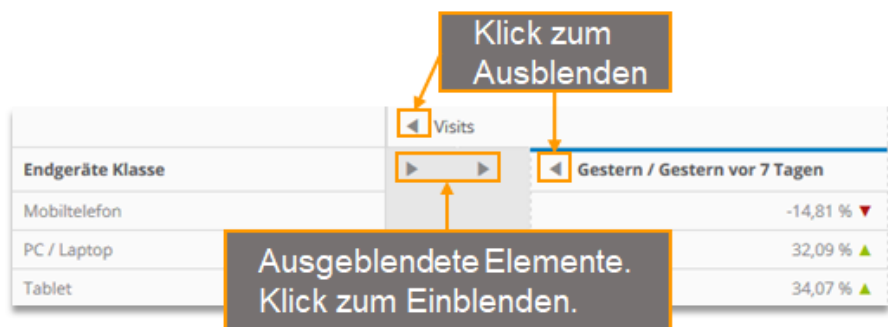 Klick zum
Ausblenden
Visits
Endgeräte Klasse
Gestern / Gestern vor 7 Tagen
Mobiltelefon
-14,81 %
PC / Laptop
32,09 %
Ausgeblendete Elemente.
Klick zum Einblenden.
Tablet
34,07 %